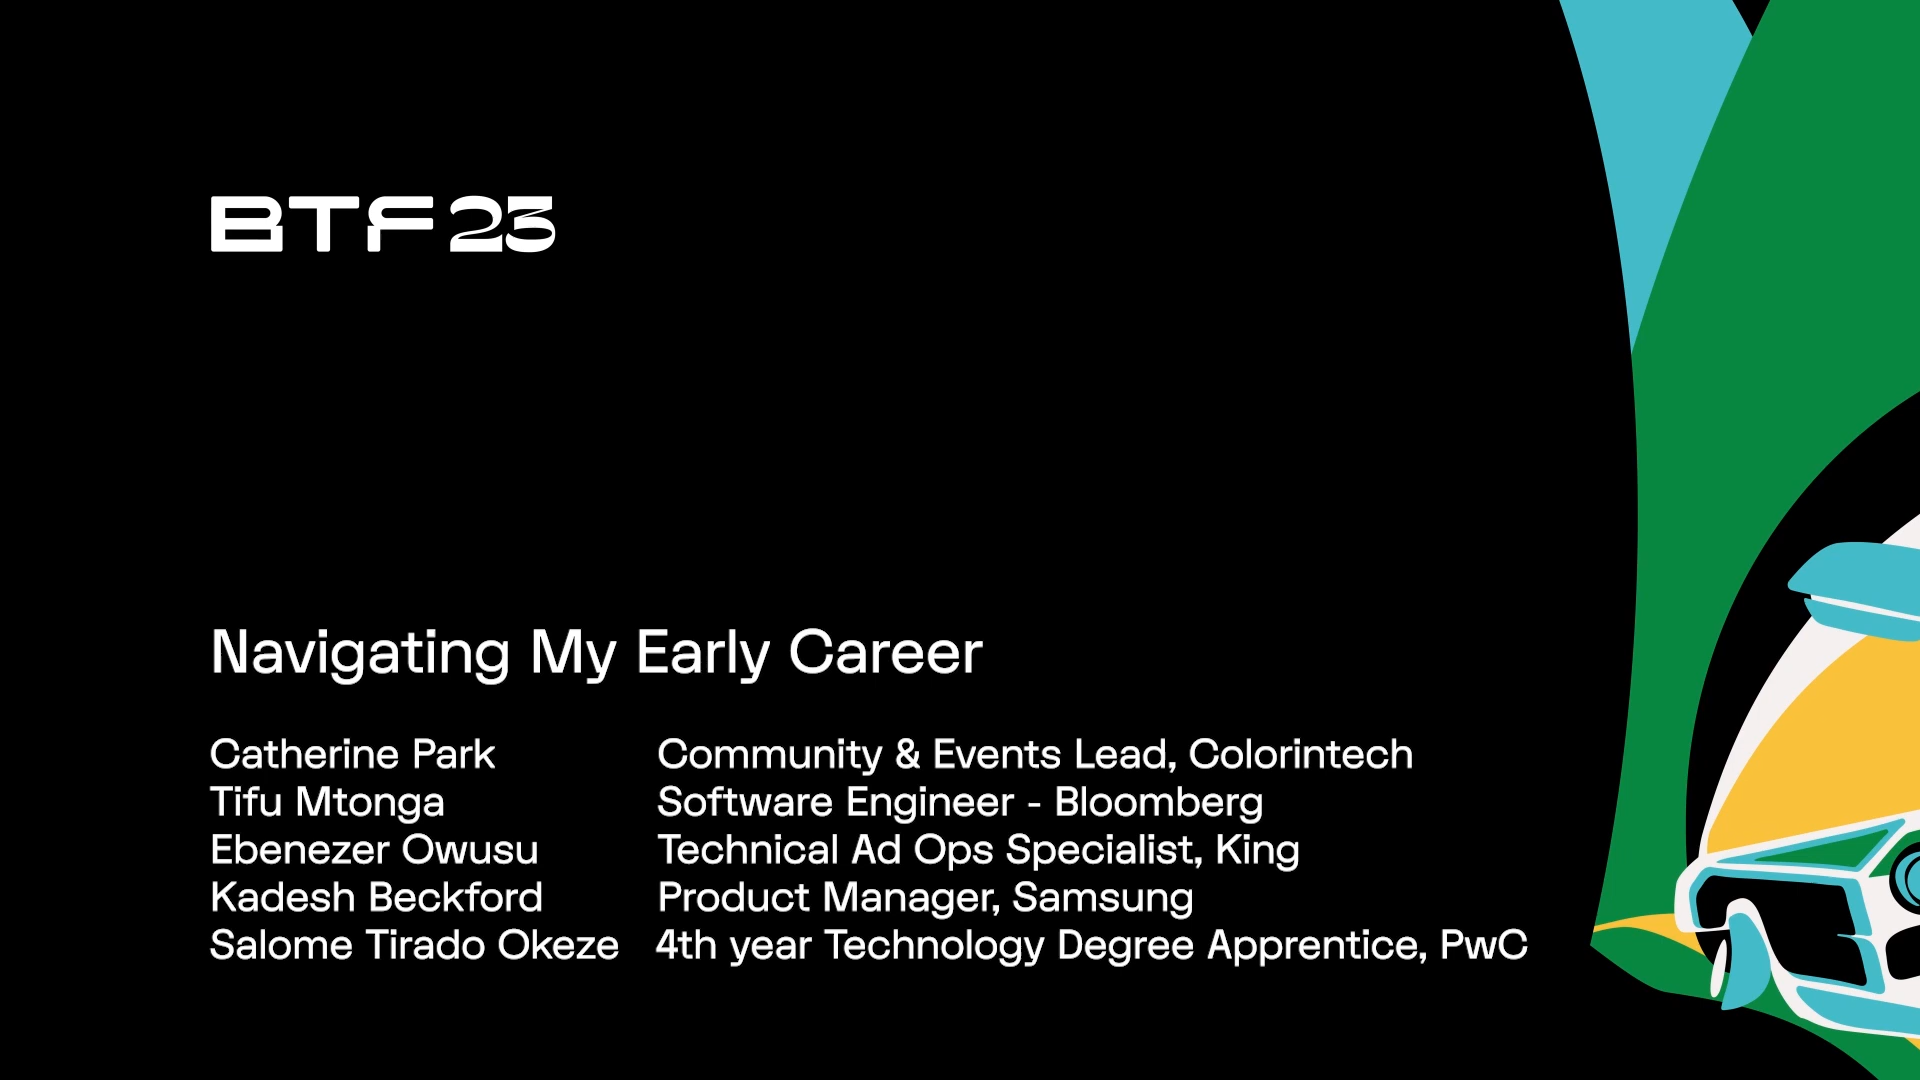 BTF23
Navigating My Early Career
Catherine Park Community & Events Lead, Colorintech
Tifu Mtonga Software Engineer - Bloomberg
Ebenezer Owusu Technical Ad Ops Specialist, King
Kadesh Beckford Product Manager, Samsung
Salome Tirado Okeze 4th year Technology Degree Apprentice, PwC